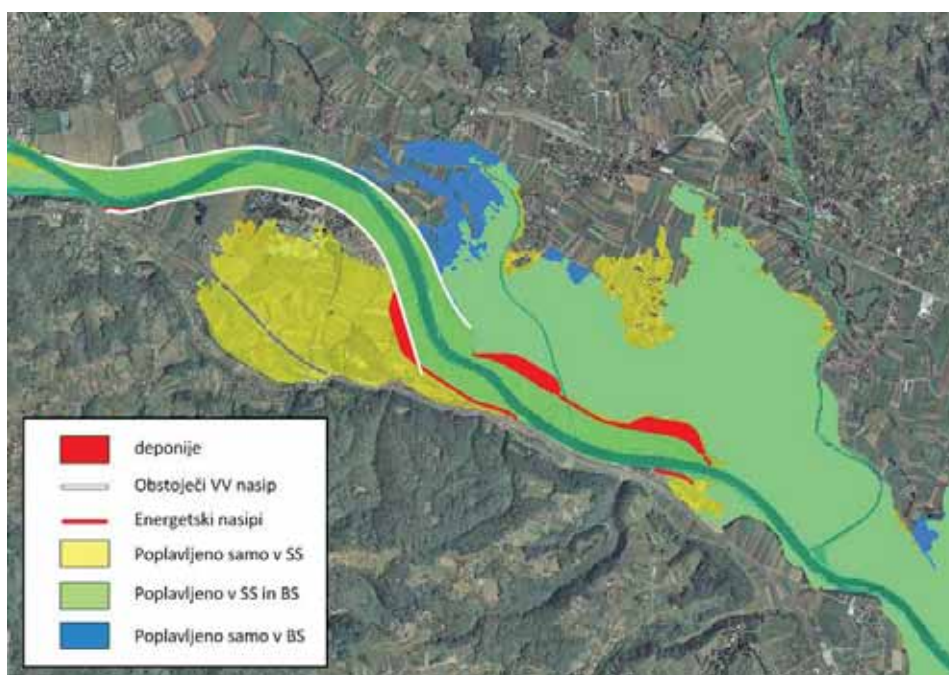 deponije
Obstoječi VV nasip
Energetski nasipi
Poplavljeno samo v SS
Poplavljeno v SS in BS
Poplavljeno samo v BS